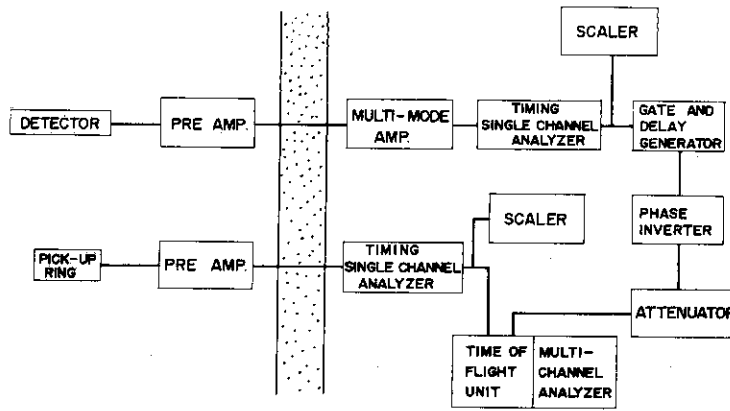 SCALER
DETECTOR
PRE AMP.
MULTI-MODE
AMP.
TIMING
SINGLE CHANNEL
ANALYZER
GATE AND
DELAY
GENERATOR
SCALER
PHASE
INVERTER
PICK-UP
RING
PRE AMP.
TIMING
SINGLE CHANNEL
ANALYZER
ATTENUATOR
TIME OF
FLIGHT
UNIT
MULTI-
CHANNEL
ANALYZER